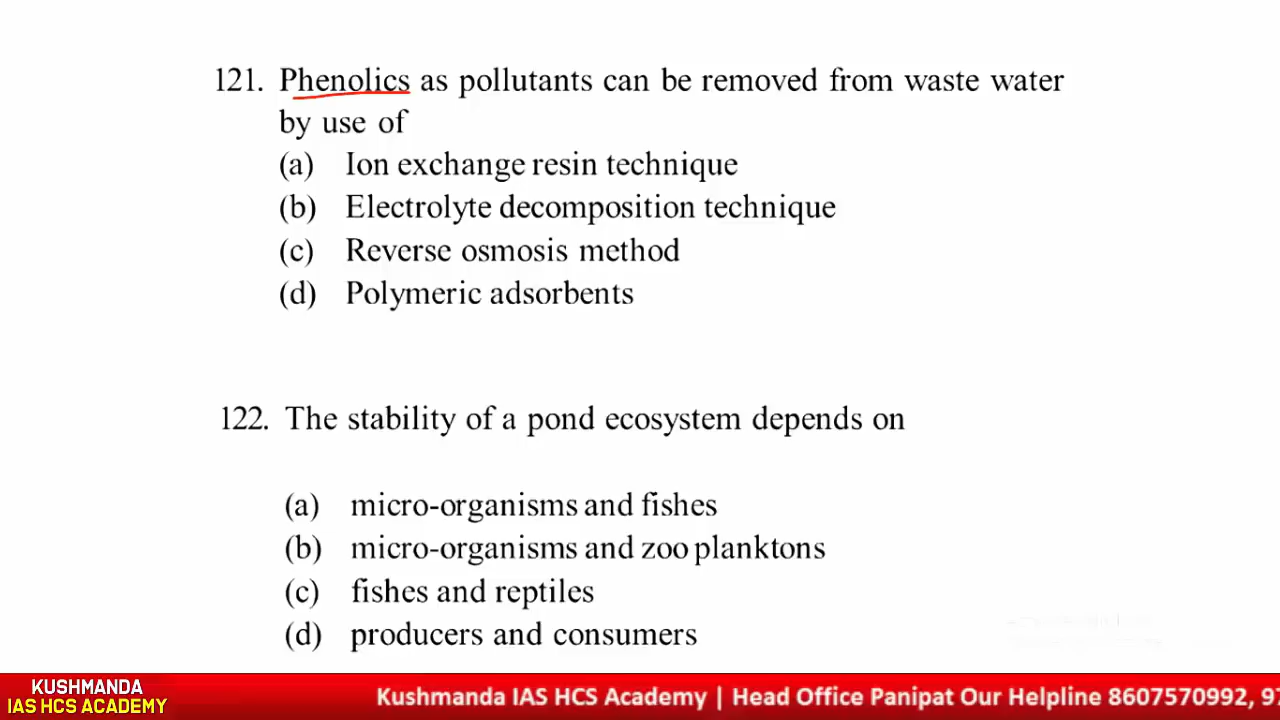 121. Phenolics as pollutants can be removed from waste water
by use of
(a) Ion exchange resin technique
(b) Electrolyte decomposition technique
(c) Reverse osmosis method
(d) Polymeric adsorbents
122. The stability of a pond ecosystem depends on
(a) micro-organisms and fishes
(b) micro-organisms and zoo planktons
(c) fishes and reptiles
(d) producers and consumers
KUSHMANDA
IAS HCS ACADEMY
Kushmanda IAS HCS Academy | Head Office Panipat Our Helpline 8607570992, 9